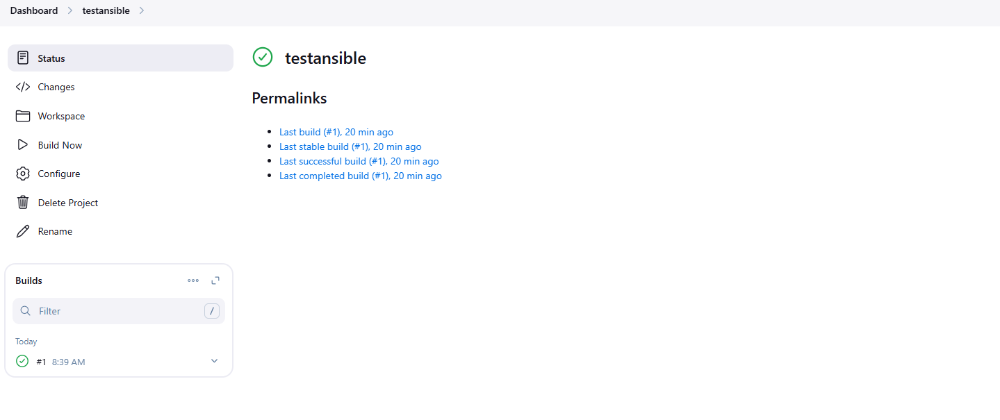 Dashboard > testansible >
Status
Changes
Workspace
Build Now
Configure
Delete Project
Rename
Builds
Filter /
Today
#1 8:39 AM
testansible
Permalinks
• Last build (#1), 20 min ago
• Last stable build (#1), 20 min ago
• Last successful build (#1), 20 min ago
• Last completed build (#1), 20 min ago